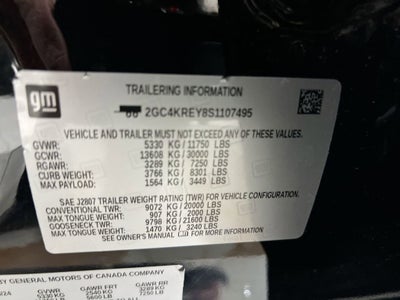 gm
TRAILERING INFORMATION
2GC4KREY8S1107495
VEHICLE AND TRAILER MUST NOT EXCEED ANY OF THESE VALUES.
GVWR: 5330 KG / 11750 LBS
GCWR: 13608 KG / 30000 LBS
RGAWR: 3289 KG / 7250 LBS
CURB WEIGHT: 3766 KG / 8301 LBS
MAX PAYLOAD: 1564 KG / 3449 LBS
SAE J2807 TRAILER WEIGHT RATING (TWR) FOR VEHICLE
CONVENTIONAL TWR: 9072 KG / 20000 LBS
MAX TONGUE WEIGHT: 907 KG / 2000 LBS
GOOSENECK TWR: 9798 KG / 21600 LBS
MAX TONGUE WEIGHT: 1470 KG / 3240 LBS
SEE OWNER'S MANUAL
BY GENERAL MOTORS OF CANADA COMPANY
GVWR GAWR FRT GAWR RR
5330 KG 2540 KG 3289 KG
5600 LB 7250 LB